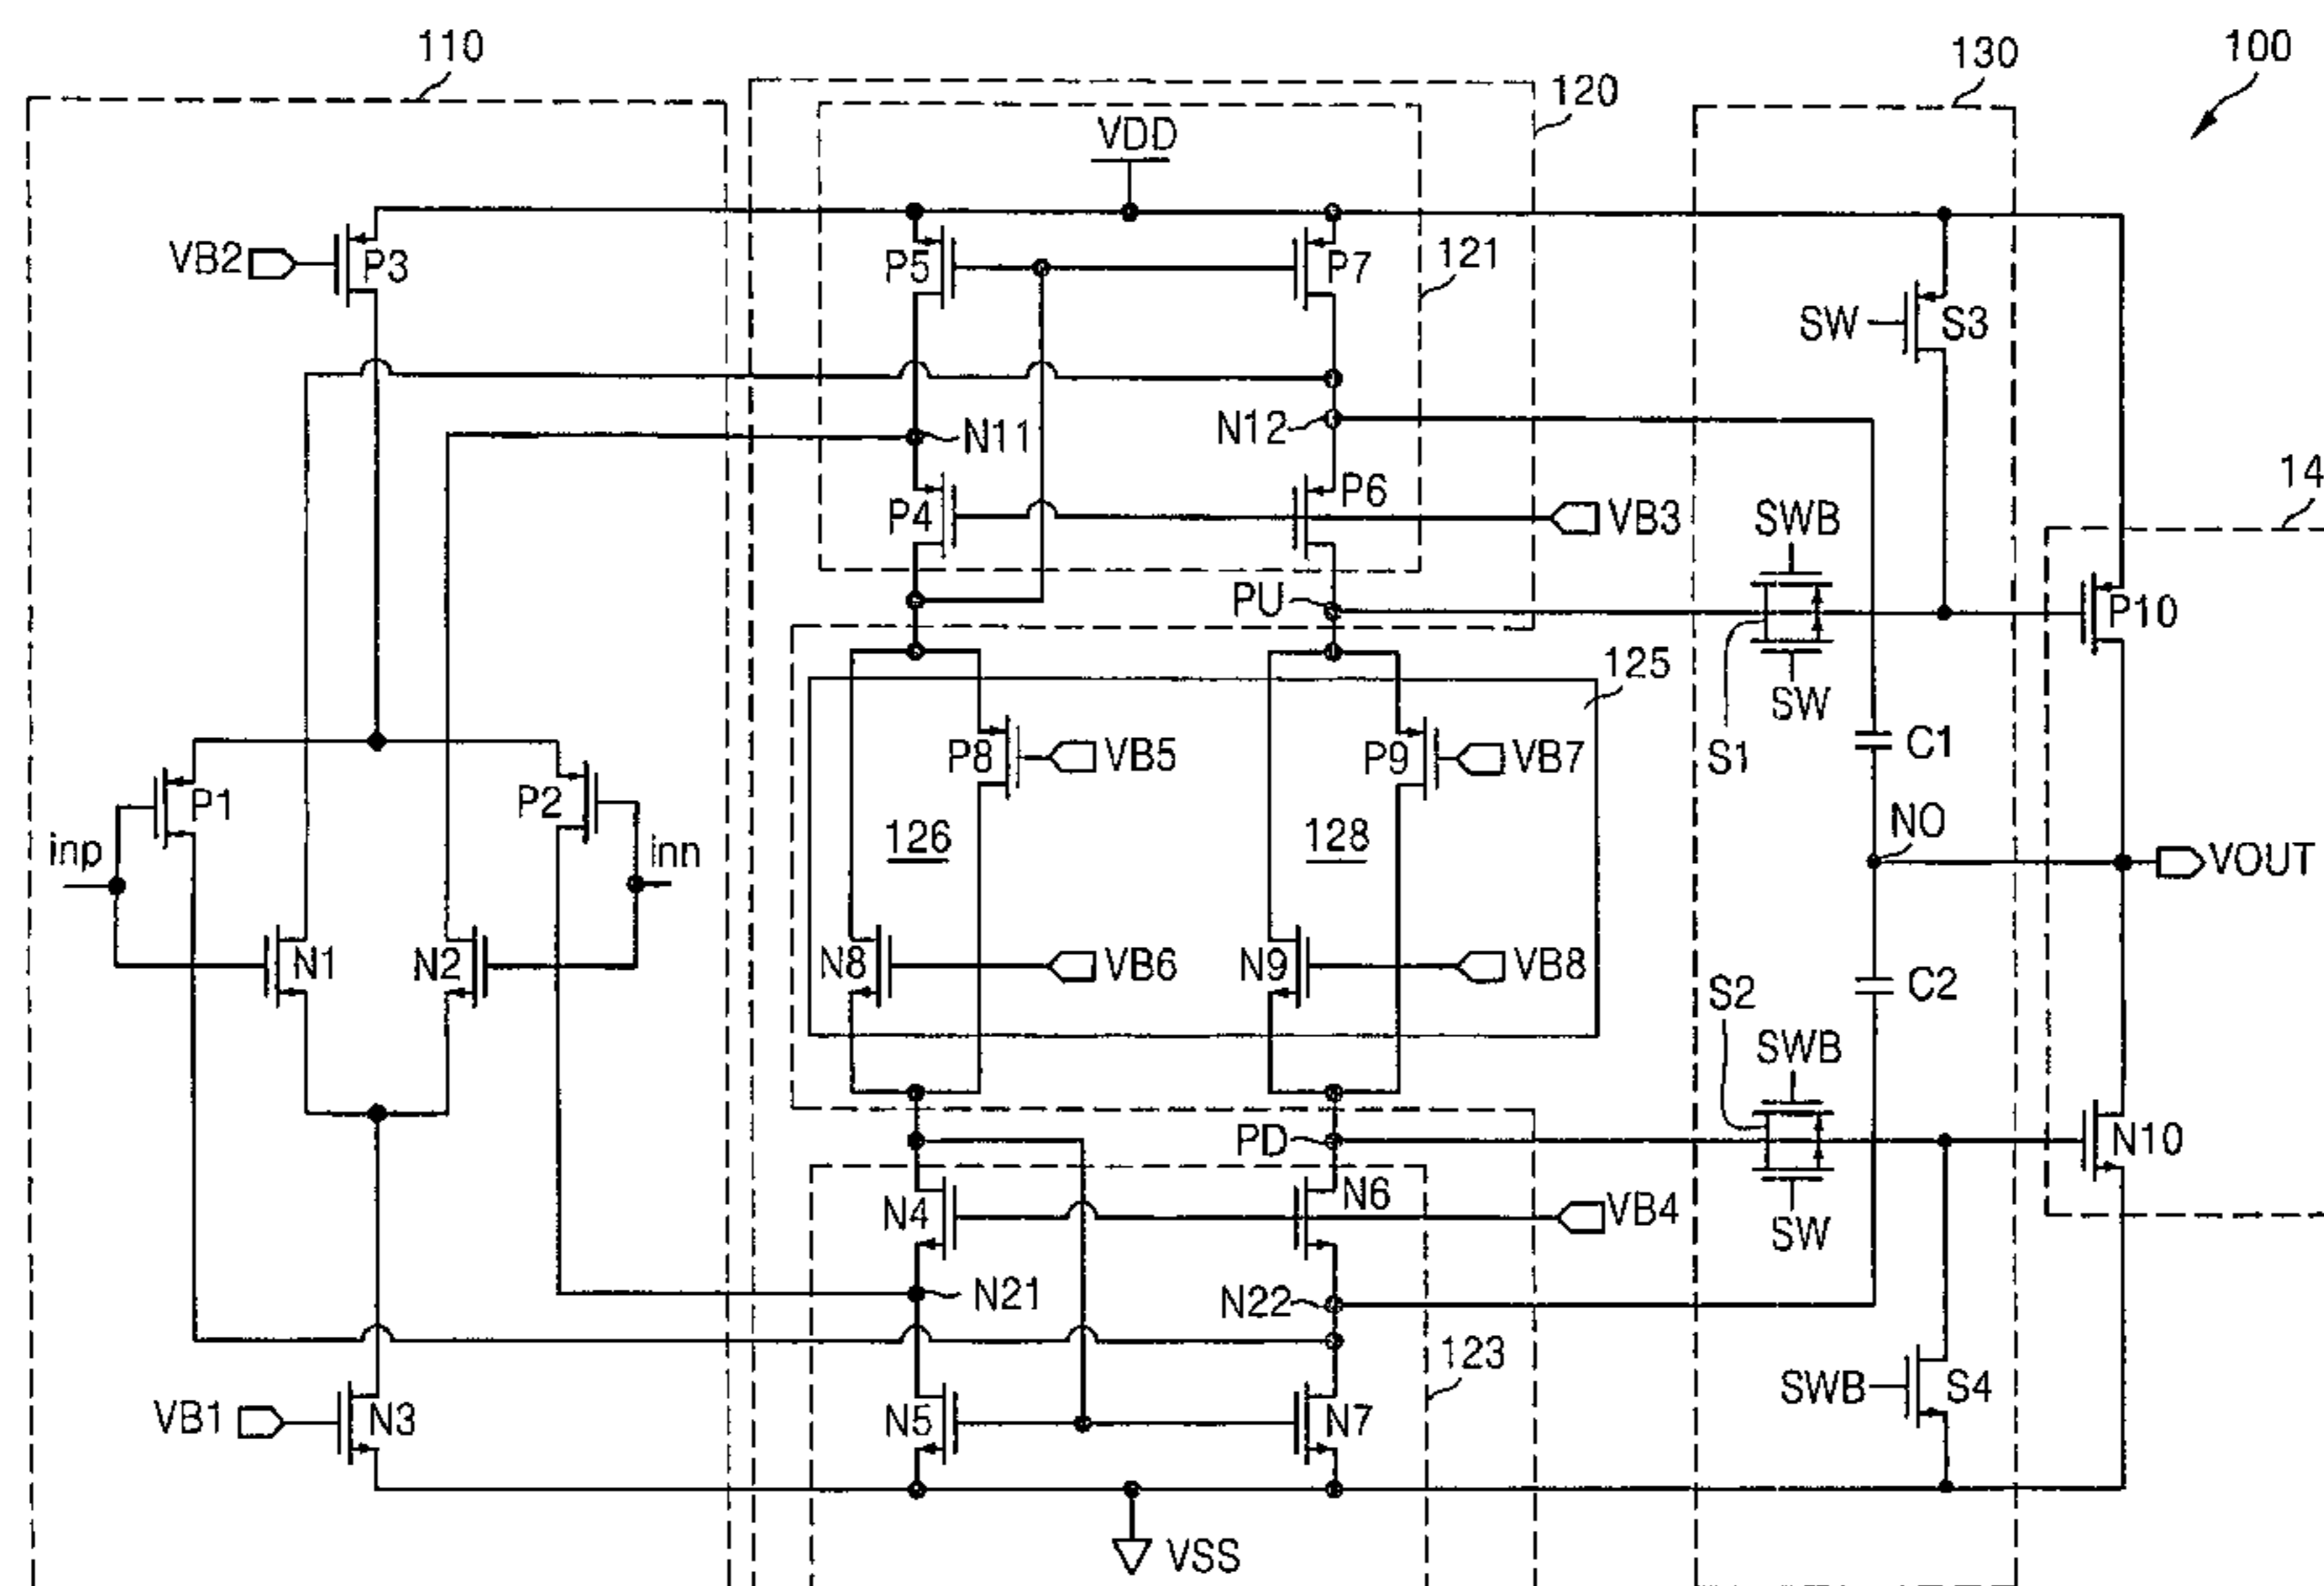 110
120
130
100
VDD
VB2
P3
P5
P7
121
SW
S3
N11
N12
14
P4
P6
VB3
SWB
PU
P10
125
SW
S1
P8
VB5
P9
VB7
C1
P1
P2
126
128
NO
inp
inn
VOUT
N1
N2
N8
VB6
N9
VB8
S2
C2
SWB
PD
N10
N4
N6
VB4
SW
N21
N22
123
VB1
N3
N5
N7
SWB
S4
VSS